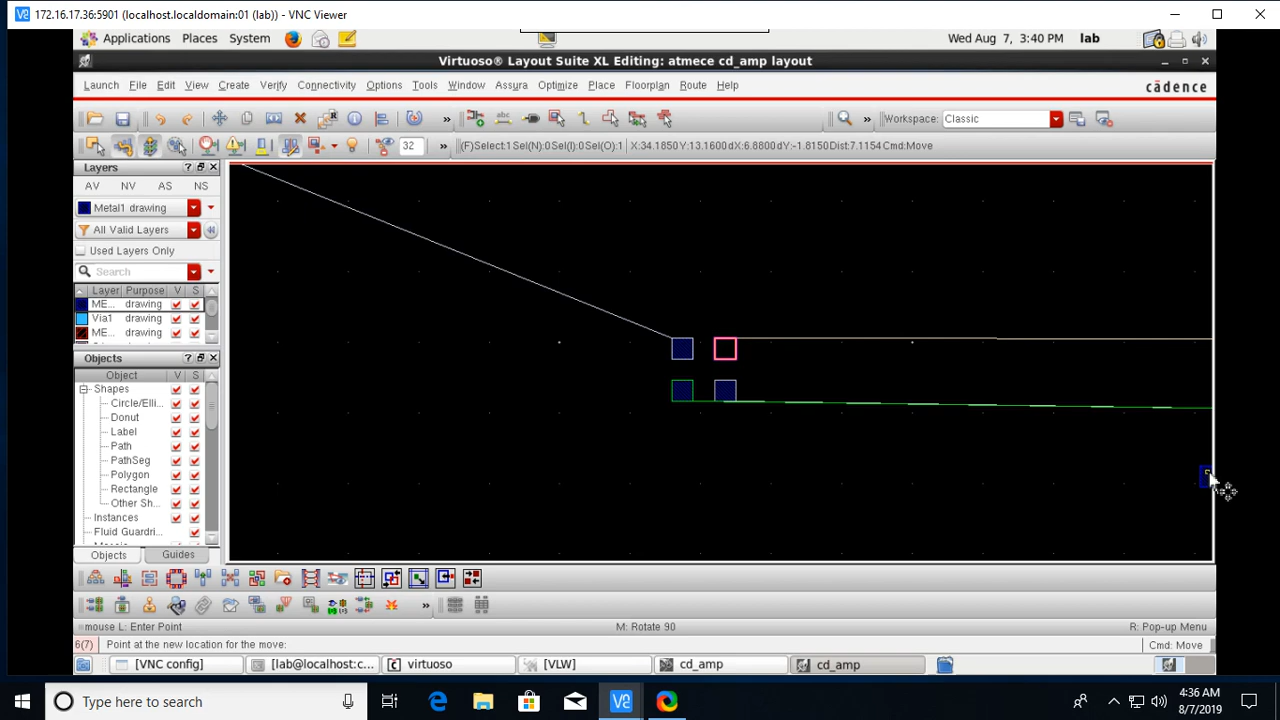 172.16.17.36:5901 (localhost.localdomain:01 (lab)) - VNC Viewer
Applications Places System Wed Aug 7, 3:40 PM lab
Virtuoso® Layout Suite XL Editing: atmece cd_amp layout
Launch File Edit View Create Verify Connectivity Options Tools Window Assura Optimize Place Floorplan Route Help cādence
» » Workspace: Classic
32 » (F)Select:1 Sel(N):0 Sel(I):0 Sel(O):1 X:34.1850 Y:13.1600 dX:6.8800 dY:-1.8150 Dist:7.1154 Cmd:Move
Layers
AV NV AS NS
Metal1 drawing
All Valid Layers
Used Layers Only
Search
Layer Purpose V S
ME... drawing
Via1 drawing
ME... drawing
Objects
Object V S
Shapes
Circle/Elli...
Donut
Label
Path
PathSeg
Polygon
Rectangle
Other Sh...
Instances
Fluid Guardri...
Objects Guides
mouse L: Enter Point M: Rotate 90 R: Pop-up Menu
6(7) Point at the new location for the move: Cmd: Move
[VNC config] [lab@localhost:c... virtuoso [VLW] cd_amp cd_amp
Type here to search
4:36 AM
8/7/2019